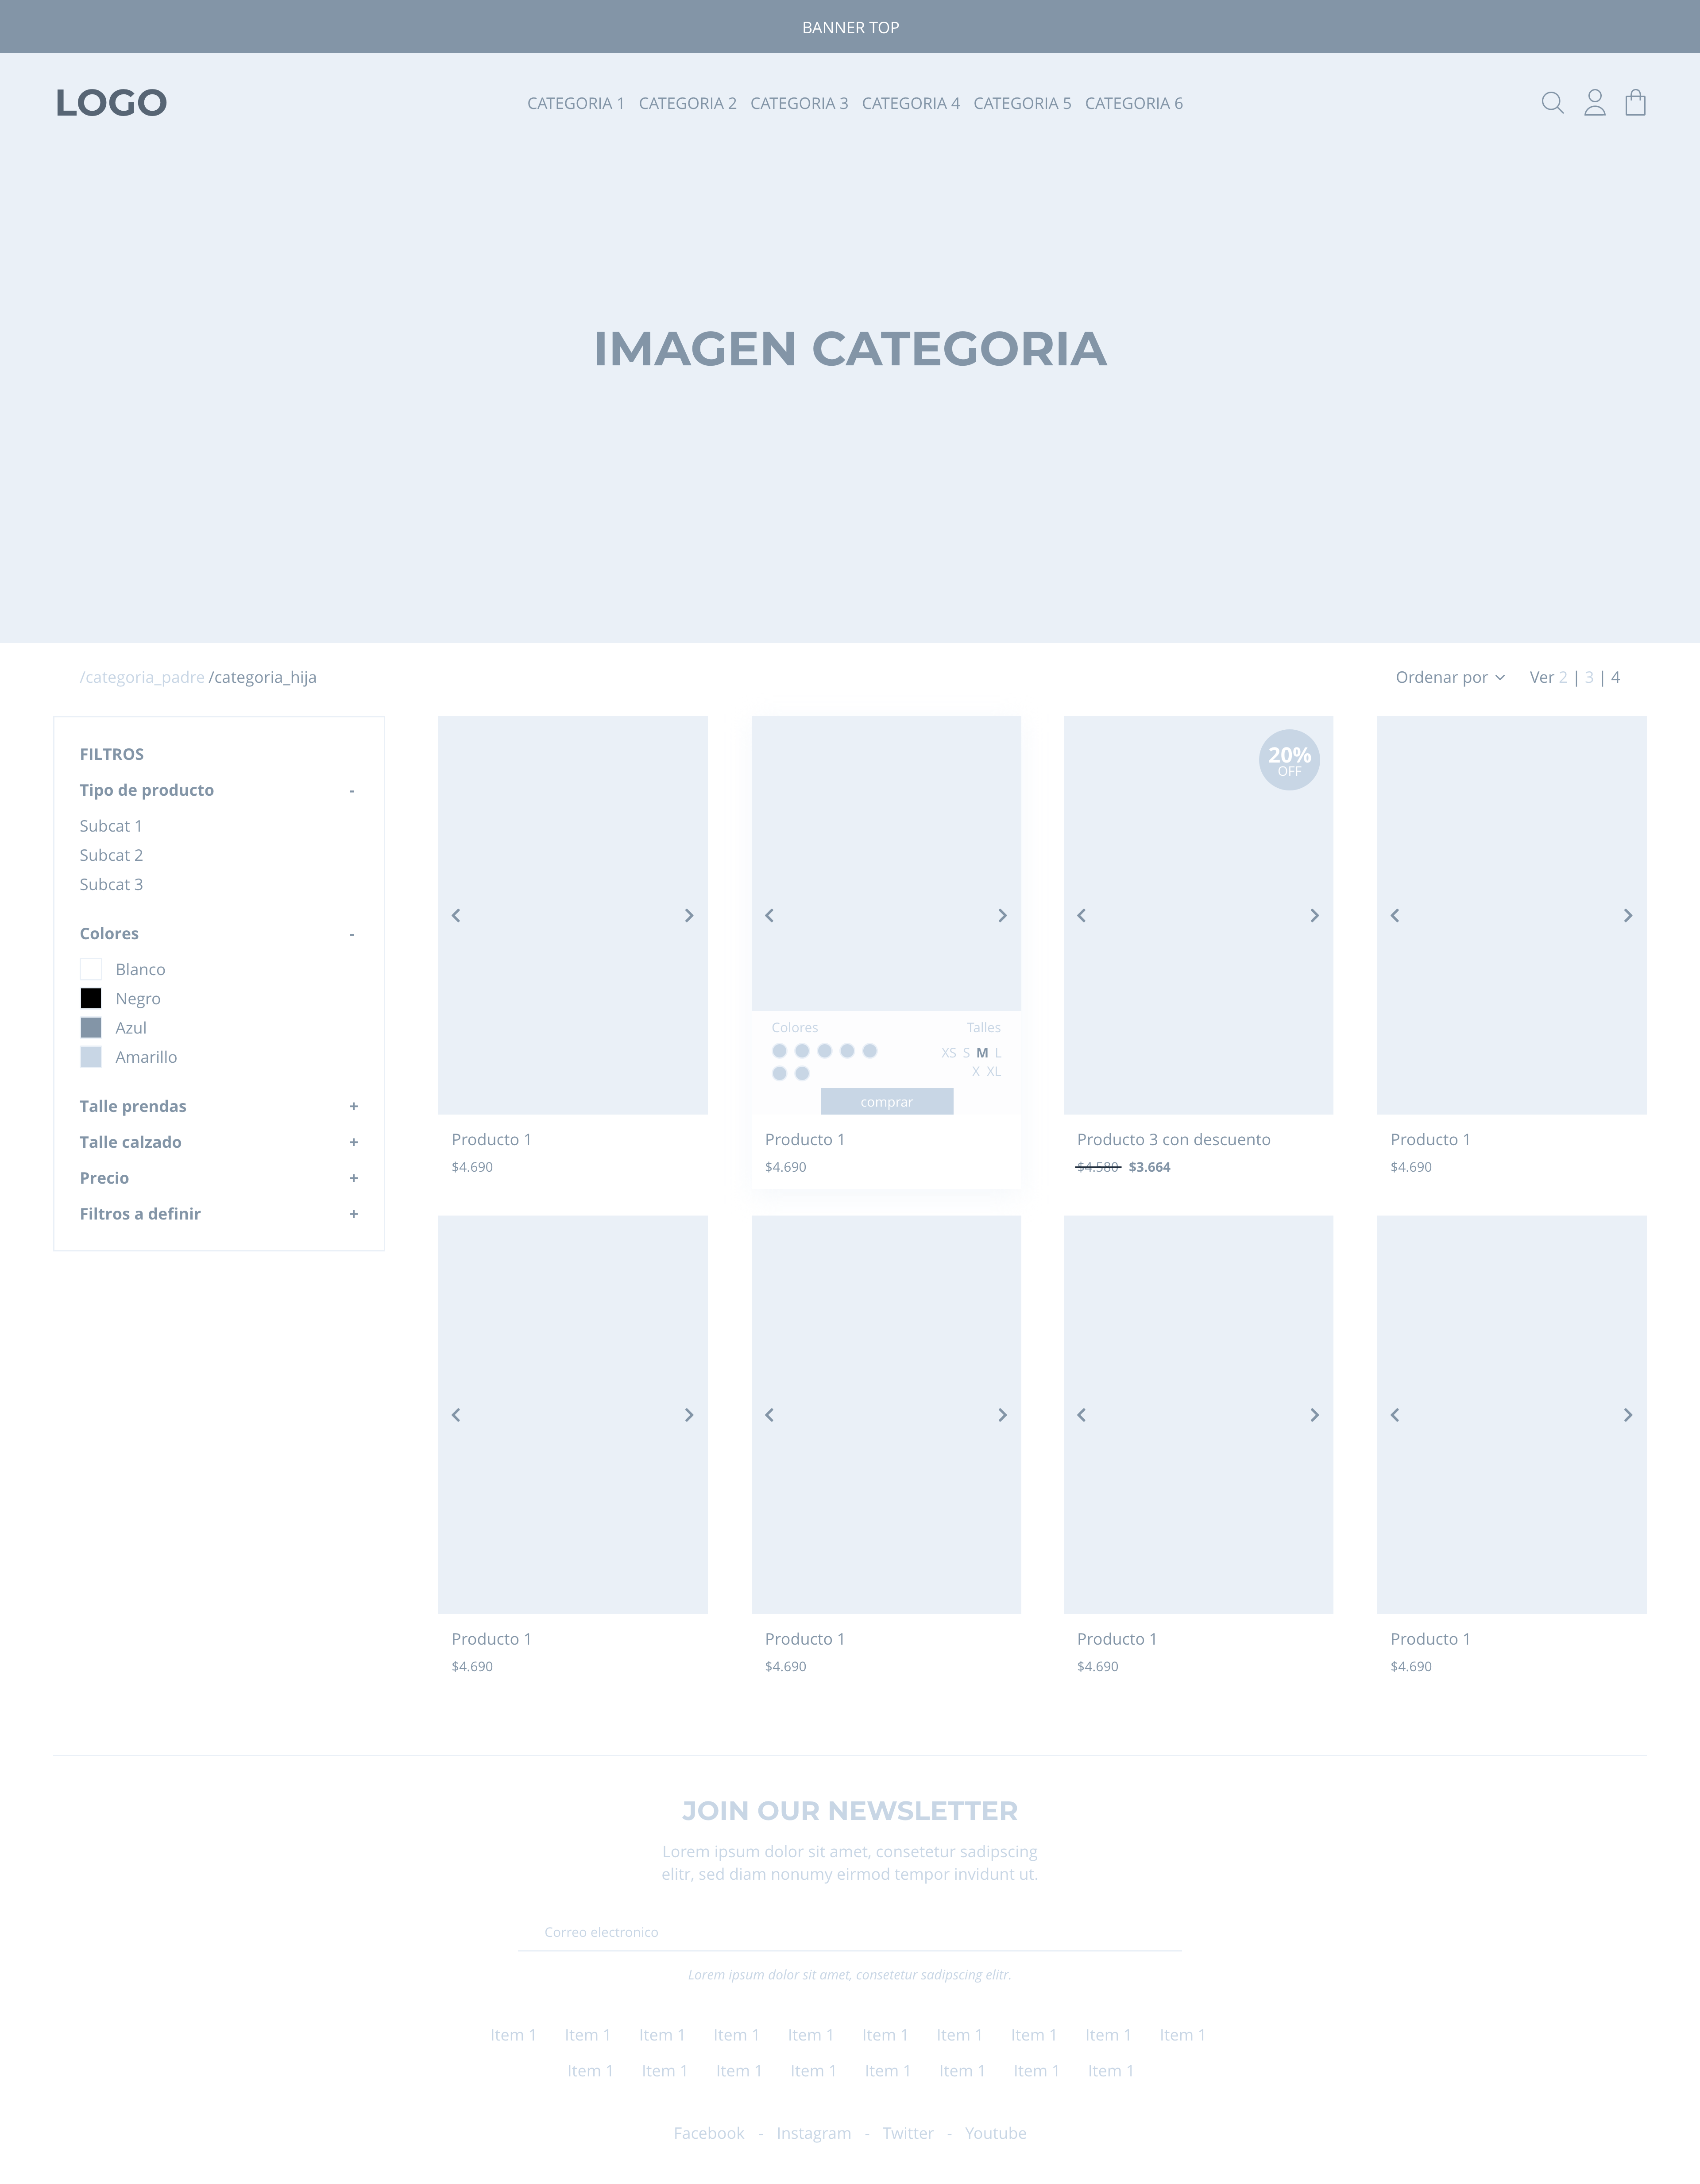 BANNER TOP
LOGO
CATEGORIA 1 CATEGORIA 2 CATEGORIA 3 CATEGORIA 4 CATEGORIA 5 CATEGORIA 6
IMAGEN CATEGORIA
/categoria_padre /categoria_hija
Ordenar por Ver 2 | 3 | 4
FILTROS
Tipo de producto -
Subcat 1
Subcat 2
Subcat 3
Colores -
Blanco
Negro
Azul
Amarillo
Talle prendas +
Talle calzado +
Precio +
Filtros a definir +
Producto 1
$4.690
Colores
Talles
XS S M L
X XL
comprar
Producto 1
$4.690
20%
OFF
Producto 3 con descuento
$4.580 $3.664
Producto 1
$4.690
Producto 1
$4.690
Producto 1
$4.690
Producto 1
$4.690
Producto 1
$4.690
JOIN OUR NEWSLETTER
Lorem ipsum dolor sit amet, consetetur sadipscing
elitr, sed diam nonumy eirmod tempor invidunt ut.
Correo electronico
Lorem ipsum dolor sit amet, consetetur sadipscing elitr.
Item 1 Item 1 Item 1 Item 1 Item 1 Item 1 Item 1 Item 1 Item 1 Item 1
Item 1 Item 1 Item 1 Item 1 Item 1 Item 1 Item 1 Item 1
Facebook - Instagram - Twitter - Youtube